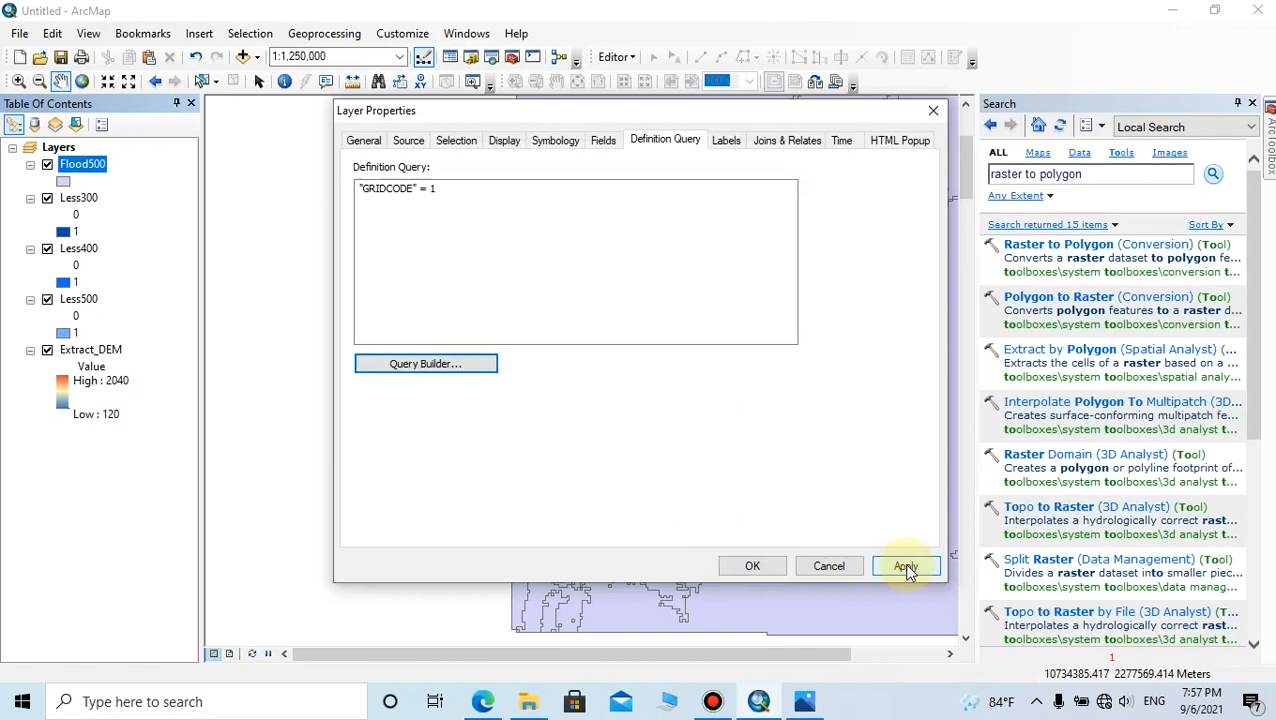 Untitled - ArcMap
File Edit View Bookmarks Insert Selection Geoprocessing Customize Windows Help
1:1,250,000
Editor
Table Of Contents
Layers
Flood500
Less300
0
1
Less400
0
1
Less500
0
1
Extract_DEM
Value
High : 2040
Low : 120
Layer Properties
General Source Selection Display Symbology Fields Definition Query Labels Joins & Relates Time HTML Popup
Definition Query:
"GRIDCODE" = 1
Query Builder...
OK Cancel Apply
Search
Local Search
ALL Maps Data Tools Images
raster to polygon
Any Extent
Search returned 15 items Sort By
Raster to Polygon (Conversion) (Tool)
Converts a raster dataset to polygon fe...
toolboxes\system toolboxes\conversion t...
Polygon to Raster (Conversion) (Tool)
Converts polygon features to a raster d...
toolboxes\system toolboxes\conversion t...
Extract by Polygon (Spatial Analyst) (...
Extracts the cells of a raster based on a ...
toolboxes\system toolboxes\spatial analy...
Interpolate Polygon To Multipatch (3D...
Creates surface-conforming multipatch fe...
toolboxes\system toolboxes\3d analyst t...
Raster Domain (3D Analyst) (Tool)
Creates a polygon or polyline footprint of...
toolboxes\system toolboxes\3d analyst t...
Topo to Raster (3D Analyst) (Tool)
Interpolates a hydrologically correct rast...
toolboxes\system toolboxes\3d analyst t...
Split Raster (Data Management) (Tool)
Divides a raster dataset into smaller piec...
toolboxes\system toolboxes\data manag...
Topo to Raster by File (3D Analyst) (T...
Interpolates a hydrologically correct rast...
toolboxes\system toolboxes\3d analyst t...
1
ArcToolbox
10734385.417 2277569.414 Meters
Type here to search
84°F
ENG
7:57 PM
9/6/2021
7